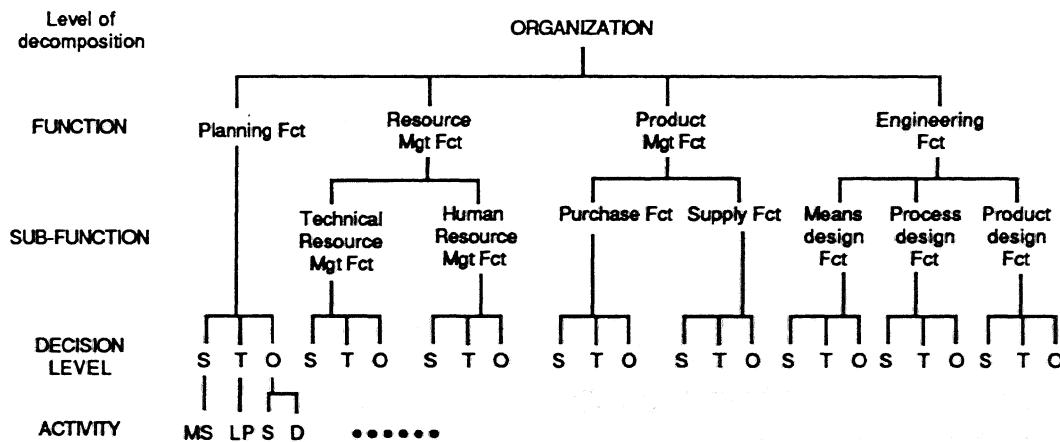 Level of
decomposition
ORGANIZATION
FUNCTION
Planning Fct
Resource
Mgt Fct
Product
Mgt Fct
Engineering
Fct
SUB-FUNCTION
Technical
Resource
Mgt Fct
Human
Resource
Mgt Fct
Purchase Fct
Supply Fct
Means
design
Fct
Process
design
Fct
Product
design
Fct
DECISION
LEVEL
S T O S T O S T O S T O S T O S T O S T O S T O
ACTIVITY
MS LP S D ••••••